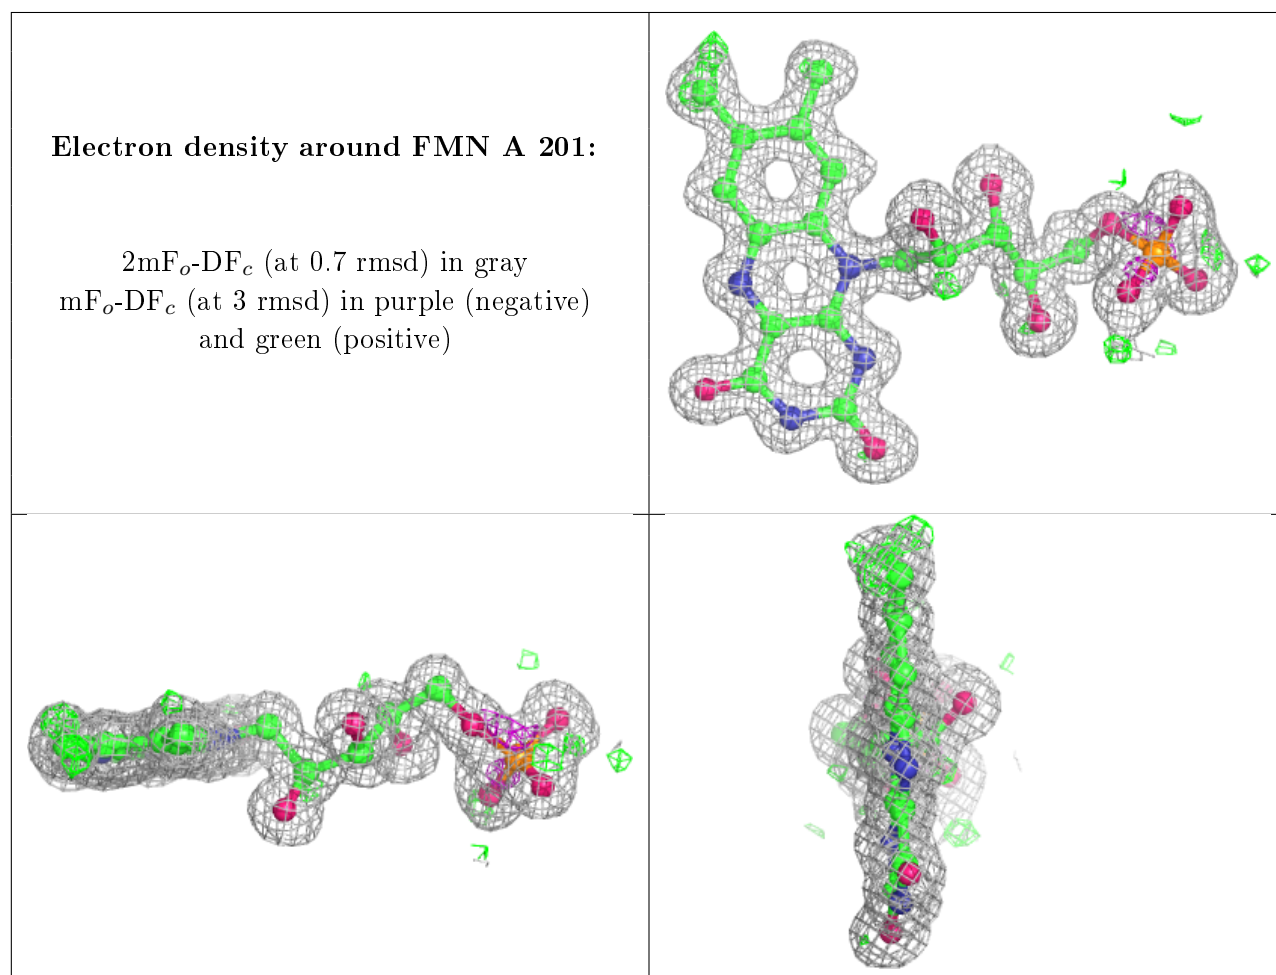 Electron density around FMN A 201:
2mFo-DFc (at 0.7 rmsd) in gray
mFo-DFc (at 3 rmsd) in purple (negative)
and green (positive)